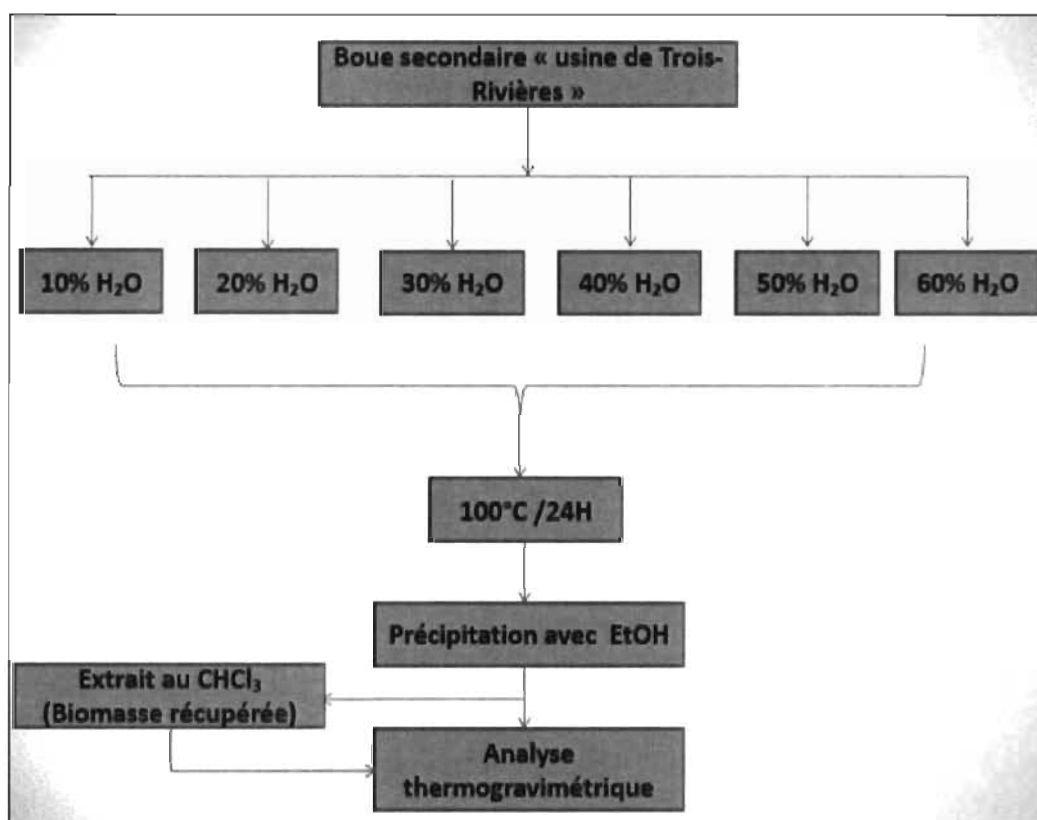 Boue secondaire « usine de Trois-
Rivières »
10% H₂O
20% H₂O
30% H₂O
40% H₂O
50% H₂O
60% H₂O
100°C /24H
Précipitation avec EtOH
Extrait au CHCl₃
(Biomasse récupérée)
Analyse
thermogravimétrique